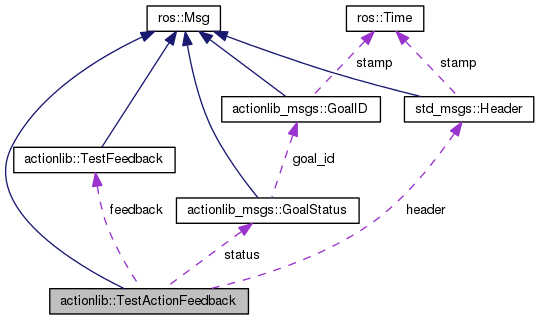 ros::Msg
ros::Time
stamp
stamp
actionlib_msgs::GoalID
std_msgs::Header
actionlib::TestFeedback
goal_id
feedback
actionlib_msgs::GoalStatus
header
status
actionlib::TestActionFeedback